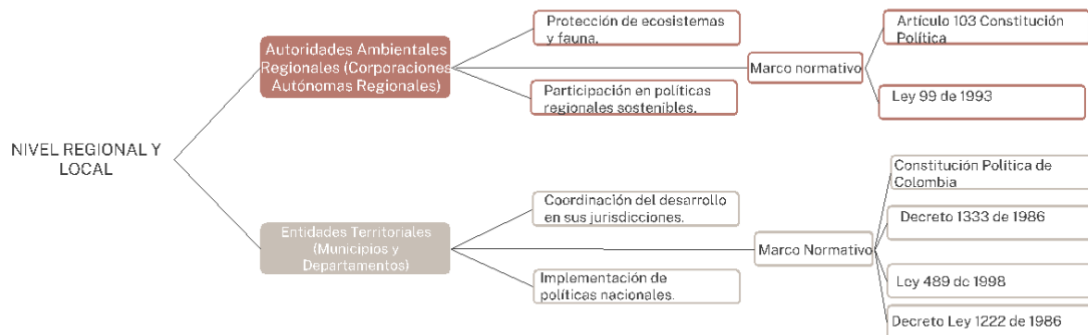 NIVEL REGIONAL Y
LOCAL
Autoridades Ambientales
Regionales (Corporaciones
Autónomas Regionales)
Protección de ecosistemas
y fauna.
Participación en políticas
regionales sostenibles.
Marco normativo
Artículo 103 Constitución
Política
Ley 99 de 1993
Entidades Territoriales
(Municipios y
Departamentos)
Coordinación del desarrollo
en sus jurisdicciones.
Implementación de
políticas nacionales.
Marco Normativo
Constitución Política de
Colombia
Decreto 1333 de 1986
Ley 489 de 1998
Decreto Ley 1222 de 1986